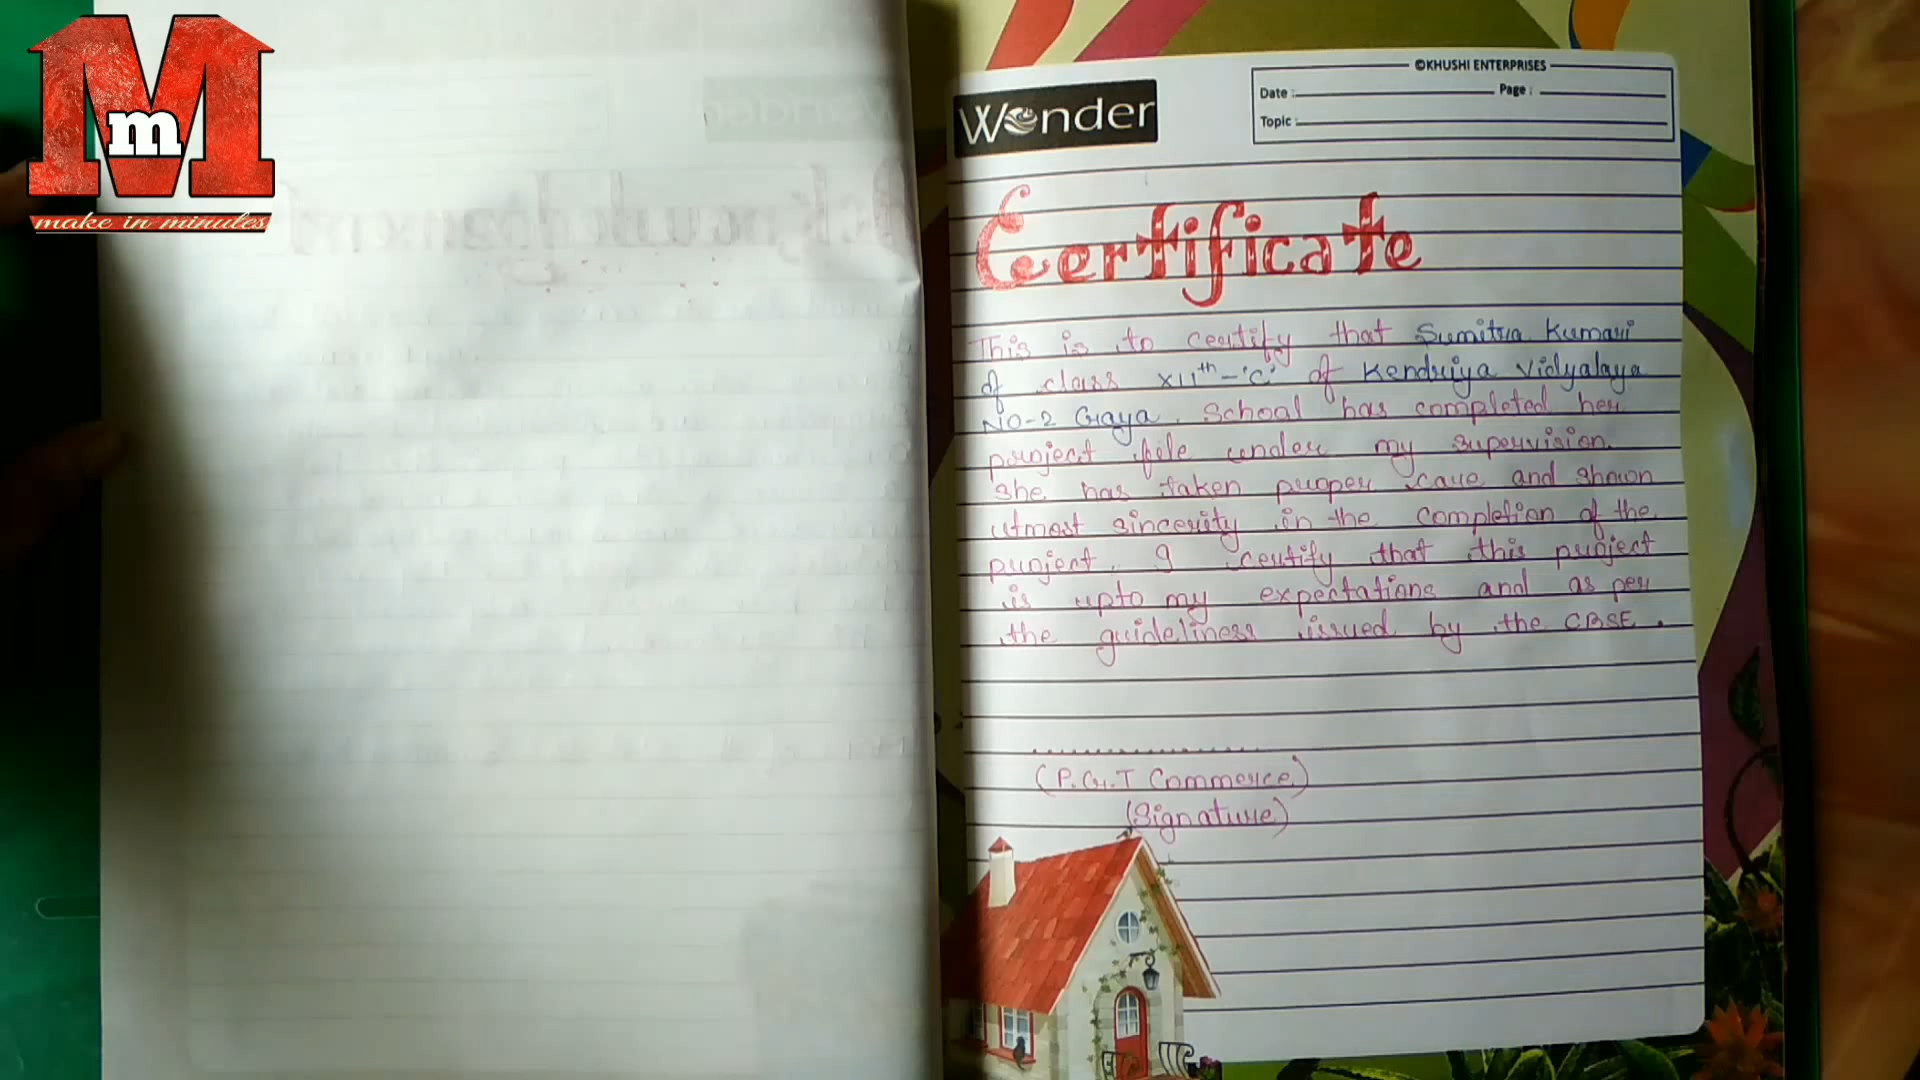 Mm
make in minutes
Wonder
©KHUSHI ENTERPRISES
Date : Page :
Topic :
Certificate
This is to certify that Sumitra Kumari
of class XIIth-'C' of Kendriya Vidyalaya
NO-2 Gaya. School has completed her
project file under my supervision.
She has taken proper care and shown
utmost sincerity in the completion of the
project. I certify that this project
is upto my expectations and as per
the guideliness issued by the CBSE.
(P.G.T Commerce)
(Signature)